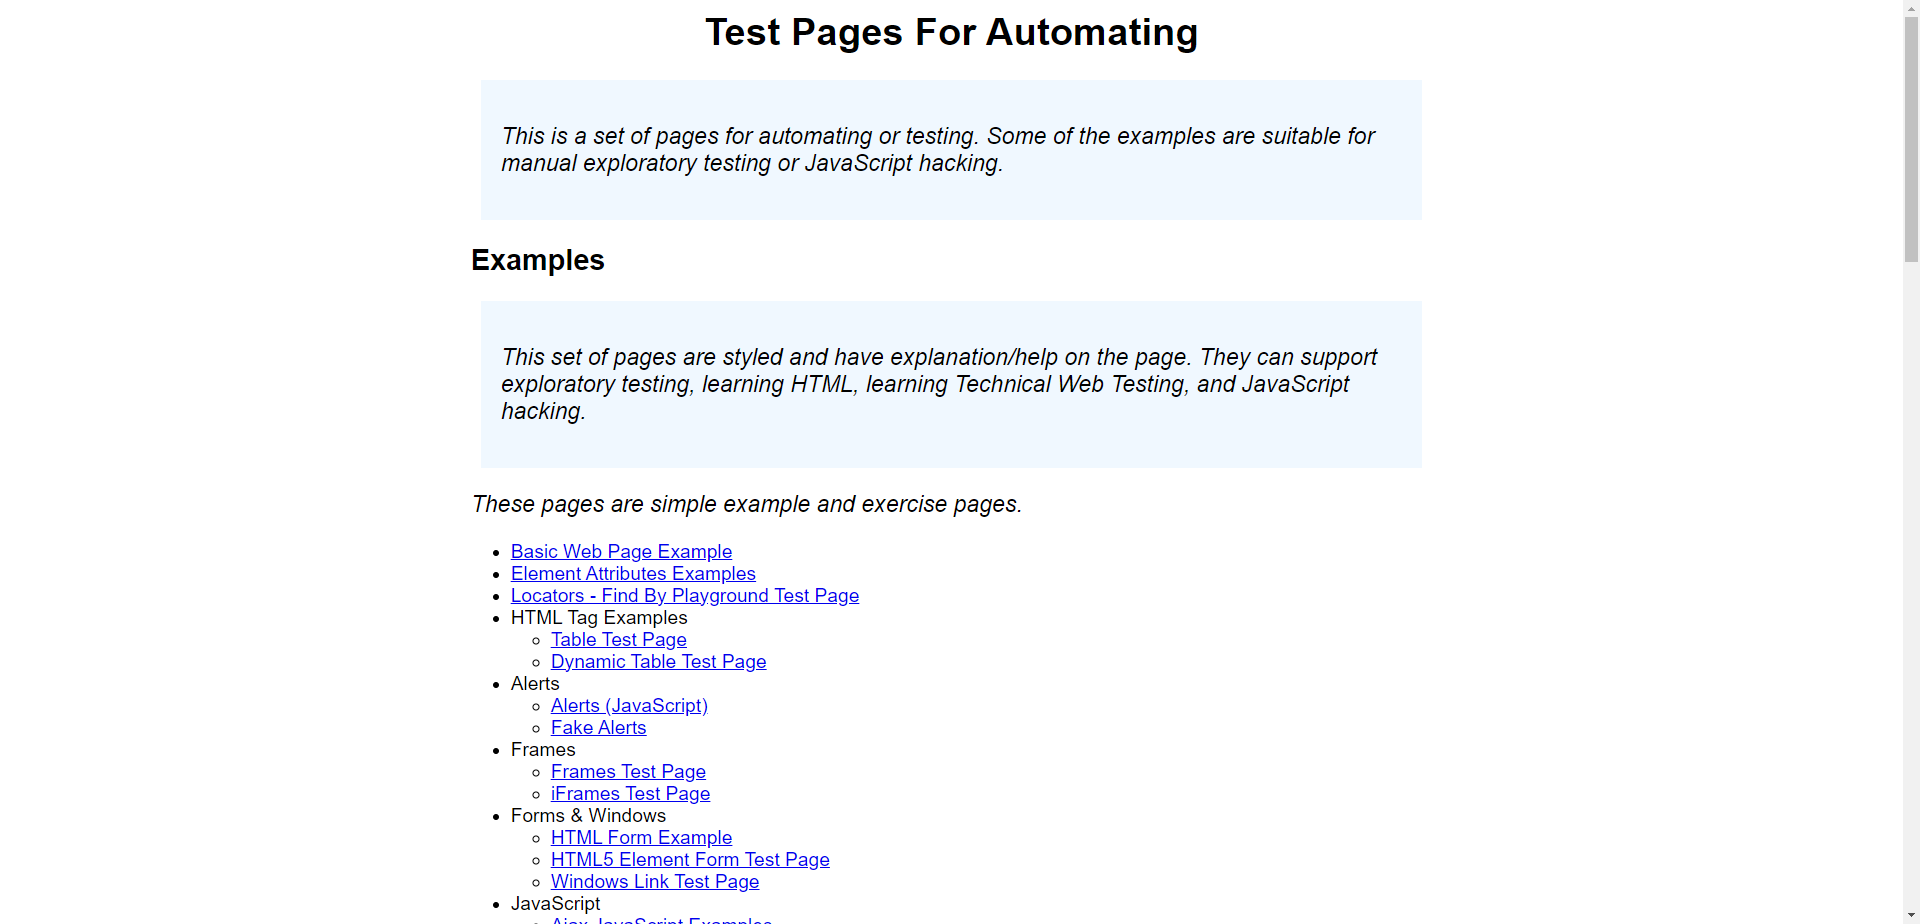 Test Pages For Automating
This is a set of pages for automating or testing. Some of the examples are suitable for
manual exploratory testing or JavaScript hacking.
Examples
This set of pages are styled and have explanation/help on the page. They can support
exploratory testing, learning HTML, learning Technical Web Testing, and JavaScript
hacking.
These pages are simple example and exercise pages.
Basic Web Page Example
Element Attributes Examples
Locators - Find By Playground Test Page
HTML Tag Examples
Table Test Page
Dynamic Table Test Page
Alerts
Alerts (JavaScript)
Fake Alerts
Frames
Frames Test Page
iFrames Test Page
Forms & Windows
HTML Form Example
HTML5 Element Form Test Page
Windows Link Test Page
JavaScript
Ajax JavaScript Examples